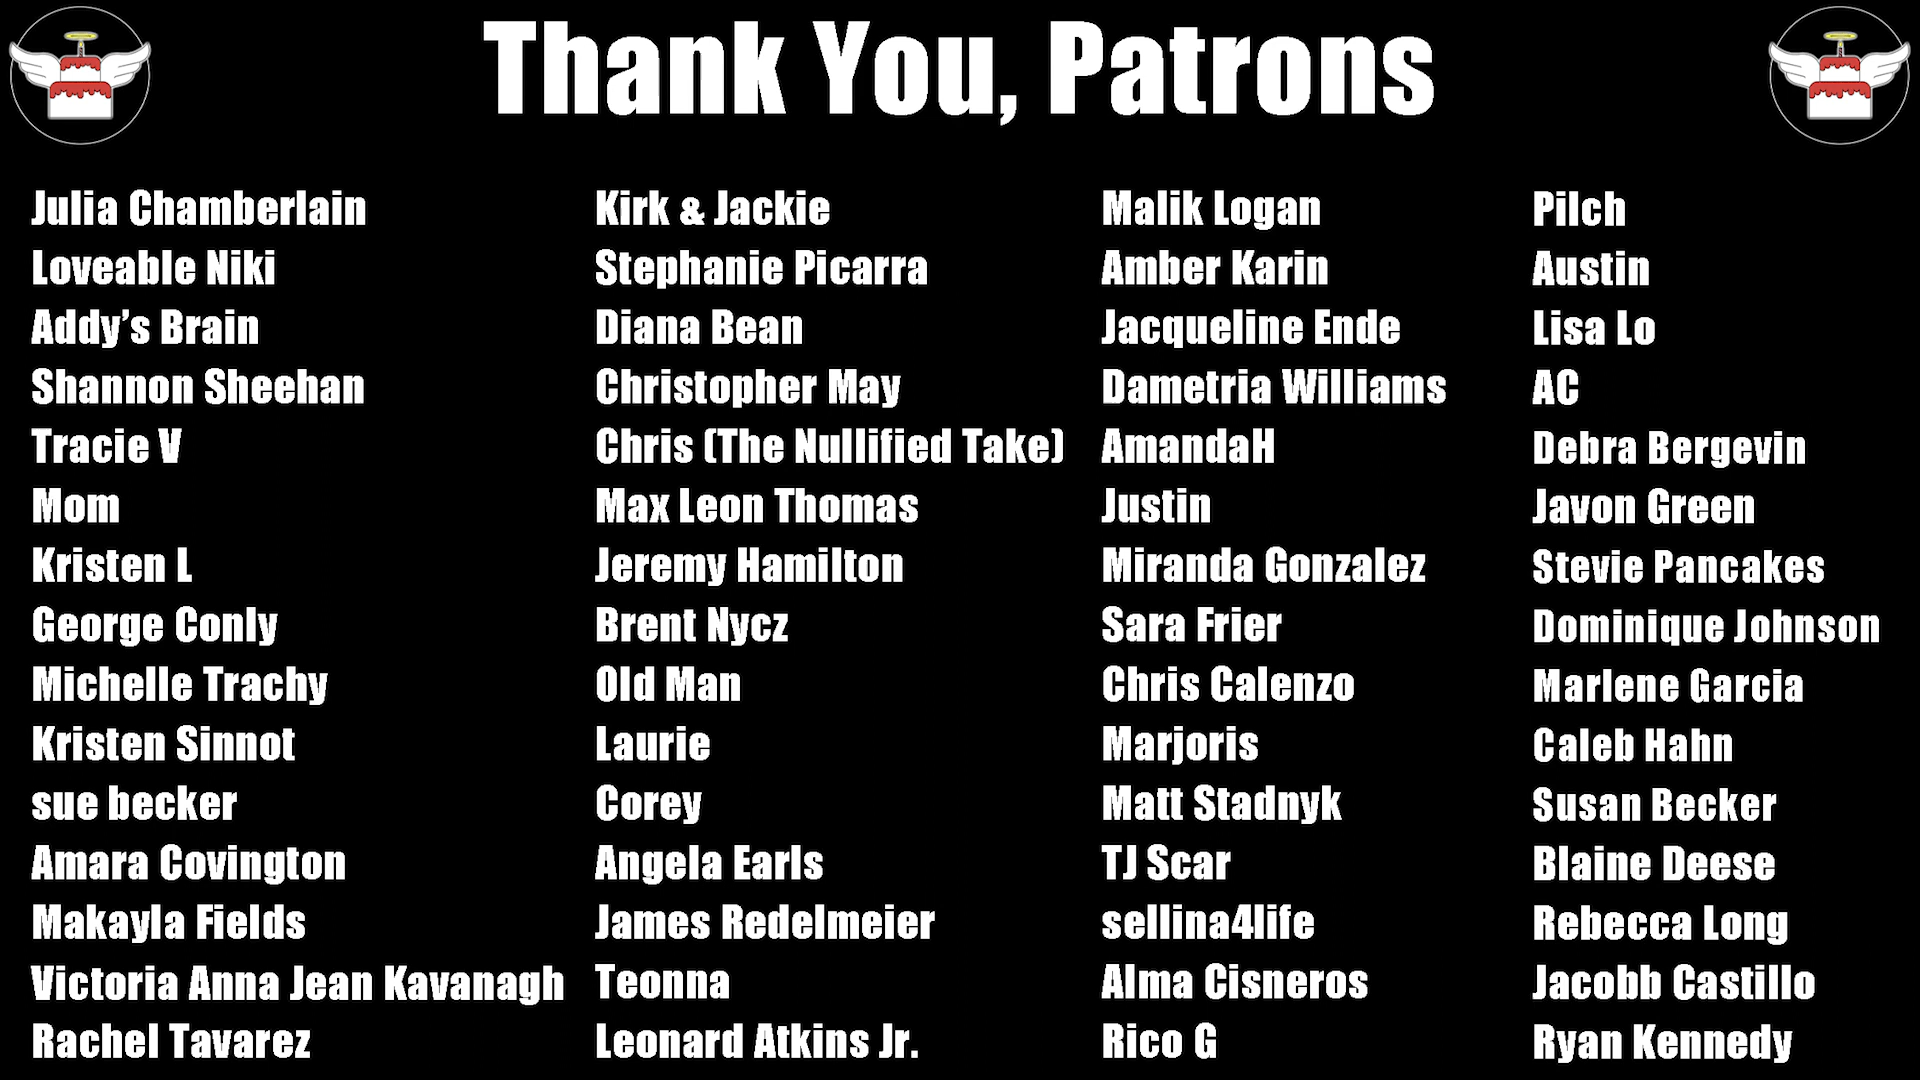 Thank You, Patrons
Julia Chamberlain
Loveable Niki
Addy’s Brain
Shannon Sheehan
Tracie V
Mom
Kristen L
George Conly
Michelle Trachy
Kristen Sinnot
sue becker
Amara Covington
Makayla Fields
Victoria Anna Jean Kavanagh
Rachel Tavarez
Kirk & Jackie
Stephanie Picarra
Diana Bean
Christopher May
Chris (The Nullified Take)
Max Leon Thomas
Jeremy Hamilton
Brent Nycz
Old Man
Laurie
Corey
Angela Earls
James Redelmeier
Teonna
Leonard Atkins Jr.
Malik Logan
Amber Karin
Jacqueline Ende
Dametria Williams
AmandaH
Justin
Miranda Gonzalez
Sara Frier
Chris Calenzo
Marjoris
Matt Stadnyk
TJ Scar
sellina4life
Alma Cisneros
Rico G
Pilch
Austin
Lisa Lo
AC
Debra Bergevin
Javon Green
Stevie Pancakes
Dominique Johnson
Marlene Garcia
Caleb Hahn
Susan Becker
Blaine Deese
Rebecca Long
Jacobb Castillo
Ryan Kennedy